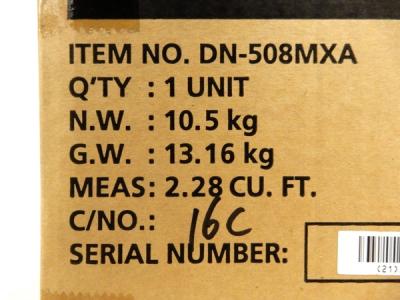 ITEM NO. DN-508MXA
Q'TY : 1 UNIT
N.W. : 10.5 kg
G.W. : 13.16 kg
MEAS: 2.28 CU. FT.
C/NO.: 16C
SERIAL NUMBER:
(21)